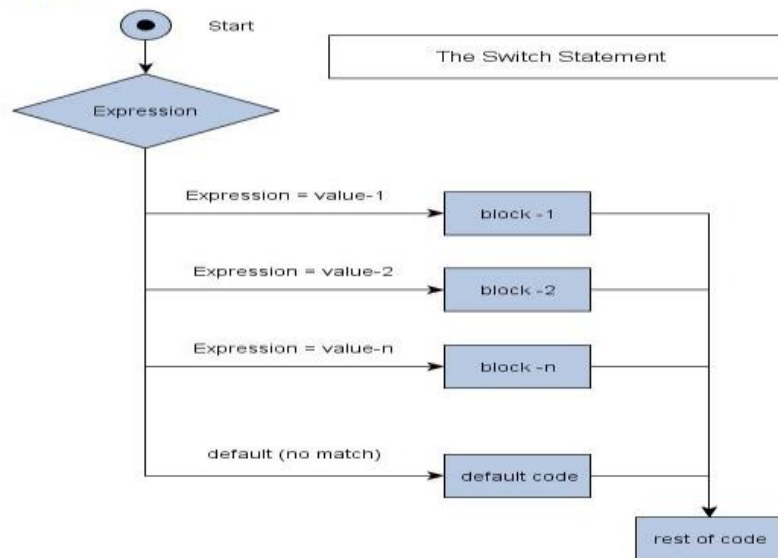 Start
The Switch Statement
Expression
Expression = value-1
block -1
Expression = value-2
block -2
Expression = value-n
block -n
default (no match)
default code
rest of code